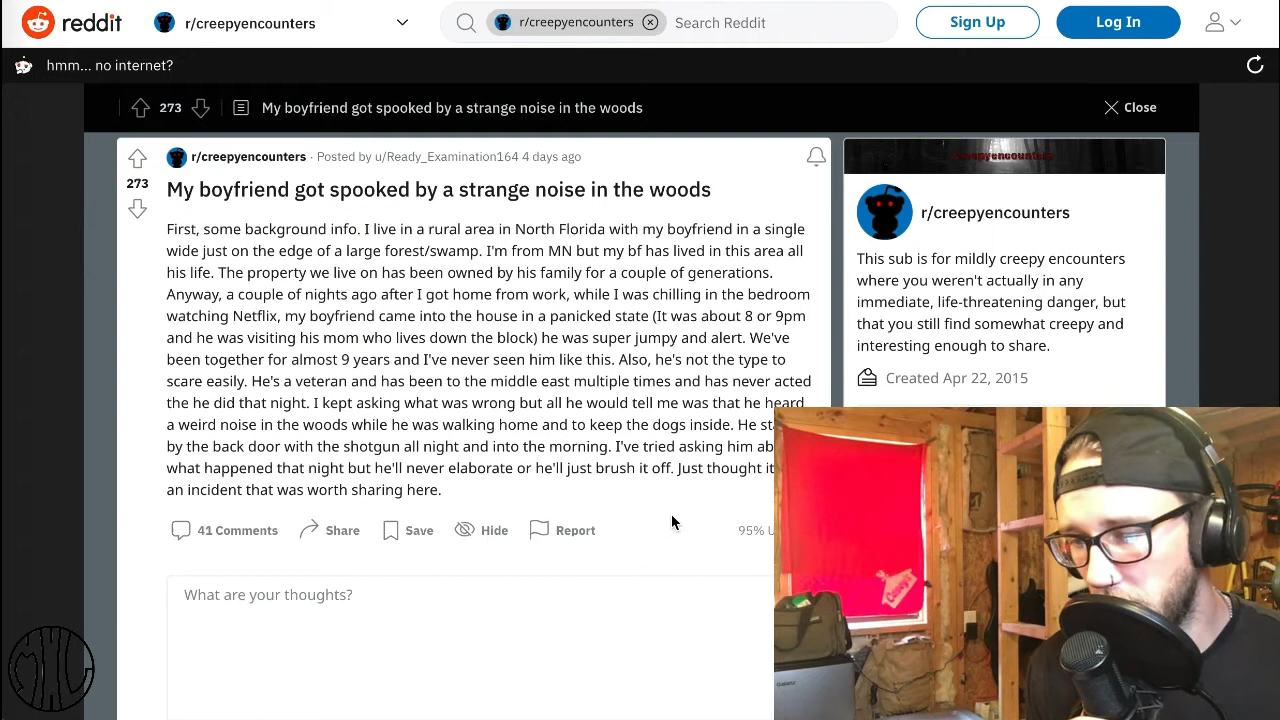 reddit
r/creepyencounters
r/creepyencounters
Search Reddit
Sign Up
Log In
hmm... no internet?
273
My boyfriend got spooked by a strange noise in the woods
Close
r/creepyencounters · Posted by u/Ready_Examination164 4 days ago
273
My boyfriend got spooked by a strange noise in the woods
First, some background info. I live in a rural area in North Florida with my boyfriend in a single
wide just on the edge of a large forest/swamp. I'm from MN but my bf has lived in this area all
his life. The property we live on has been owned by his family for a couple of generations.
Anyway, a couple of nights ago after I got home from work, while I was chilling in the bedroom
watching Netflix, my boyfriend came into the house in a panicked state (It was about 8 or 9pm
and he was visiting his mom who lives down the block) he was super jumpy and alert. We've
been together for almost 9 years and I've never seen him like this. Also, he's not the type to
scare easily. He's a veteran and has been to the middle east multiple times and has never acted
the he did that night. I kept asking what was wrong but all he would tell me was that he heard
a weird noise in the woods while he was walking home and to keep the dogs inside. He
by the back door with the shotgun all night and into the morning. I've tried asking him
what happened that night but he'll never elaborate or he'll just brush it off. Just thought
an incident that was worth sharing here.
41 Comments
Share
Save
Hide
Report
95%
What are your thoughts?
creepyencounters
r/creepyencounters
This sub is for mildly creepy encounters
where you weren't actually in any
immediate, life-threatening danger, but
that you still find somewhat creepy and
interesting enough to share.
Created Apr 22, 2015